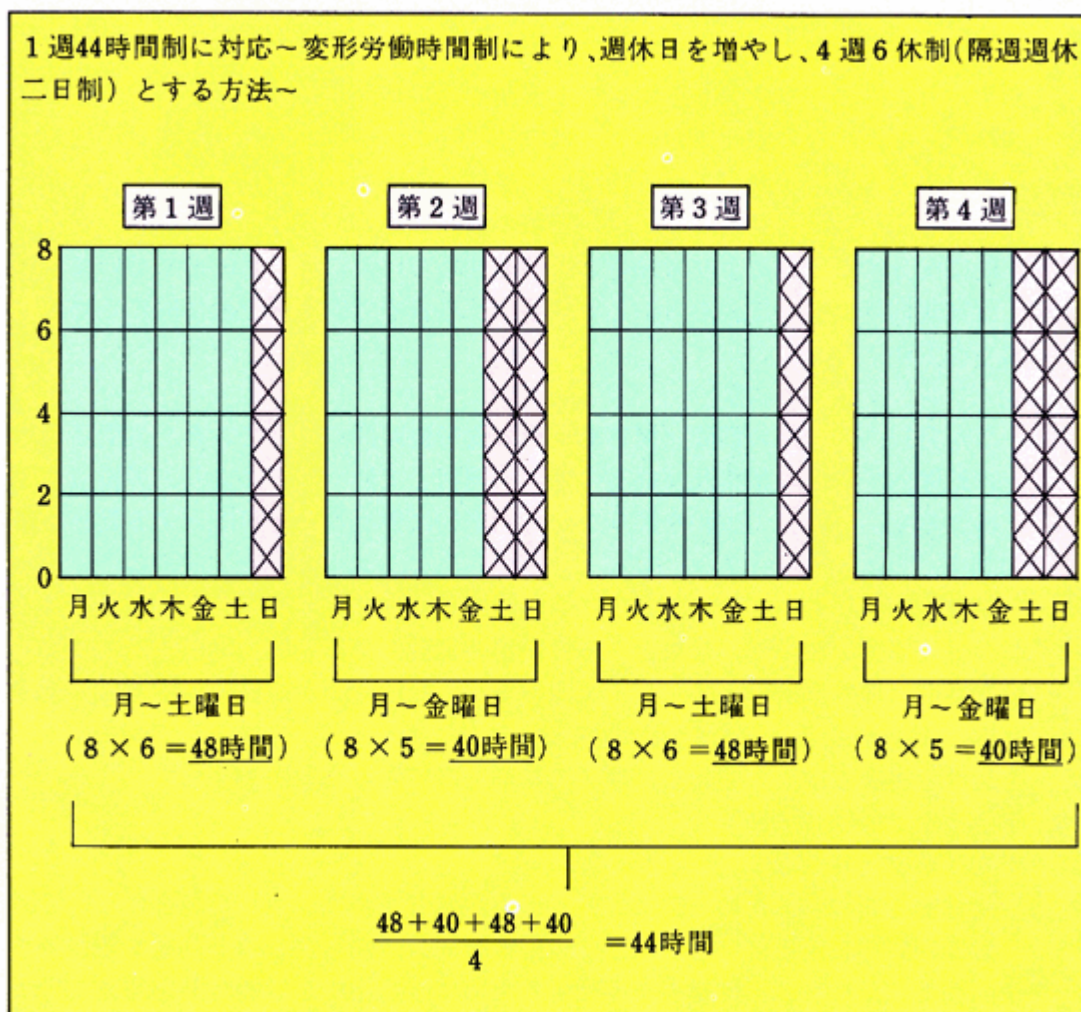 1週44時間制に対応～変形労働時間制により、週休日を増やし、4週6休制(隔週週休
二日制)とする方法～
第1週 第2週 第3週 第4週
8
6
4
2
0
月火水木金土日 月火水木金土日 月火水木金土日 月火水木金土日
月～土曜日 月～金曜日 月～土曜日 月～金曜日
(8×6=48時間) (8×5=40時間) (8×6=48時間) (8×5=40時間)
48+40+48+40
4
=44時間